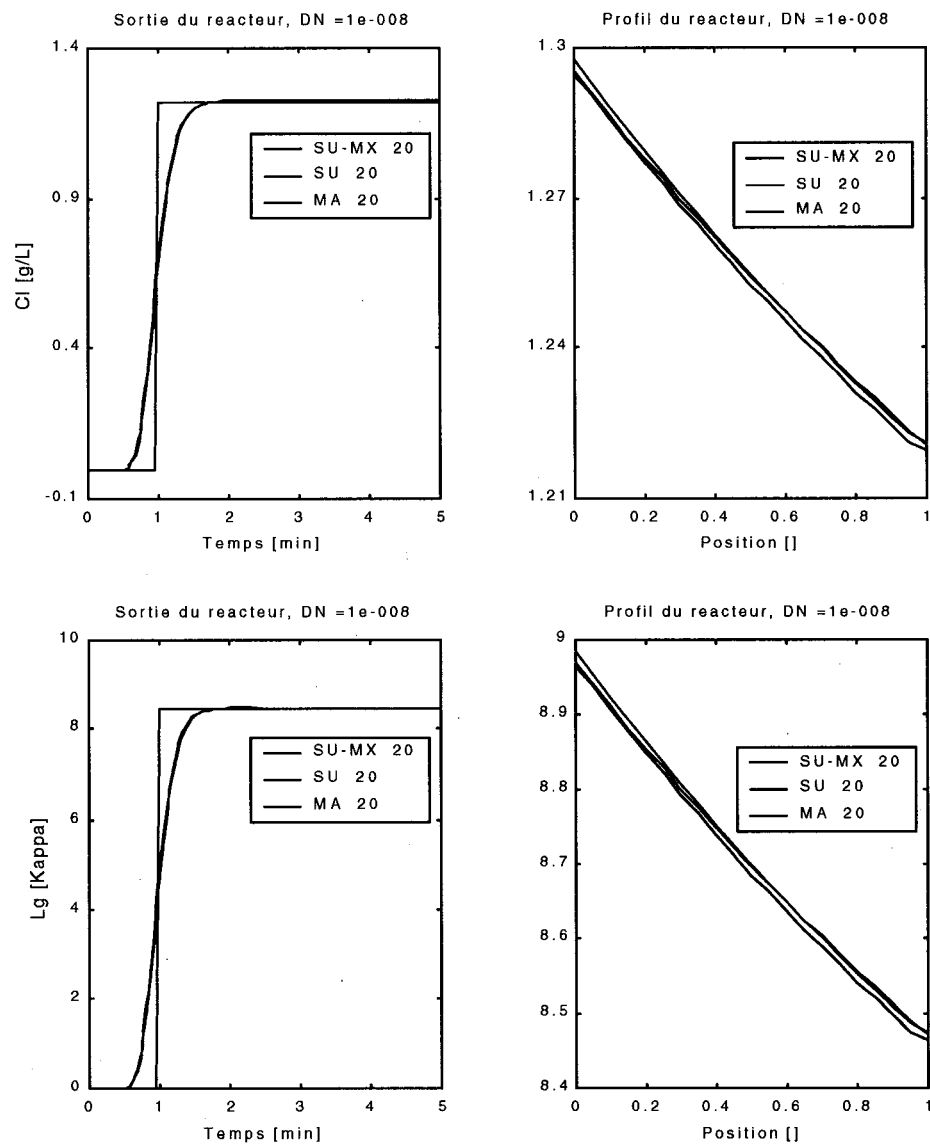 Sortie du reacteur, DN =1e-008
1.4
0.9
0.4
-0.1
Cl [g/L]
SU-MX 20
SU 20
MA 20
0 1 2 3 4 5
Temps [min]
Profil du reacteur, DN =1e-008
1.3
1.27
1.24
1.21
SU-MX 20
SU 20
MA 20
0 0.2 0.4 0.6 0.8 1
Position []
Sortie du reacteur, DN =1e-008
10
8
6
4
2
0
Lg [Kappa]
SU-MX 20
SU 20
MA 20
0 1 2 3 4 5
Temps [min]
Profil du reacteur, DN =1e-008
9
8.9
8.8
8.7
8.6
8.5
8.4
SU-MX 20
SU 20
MA 20
0 0.2 0.4 0.6 0.8 1
Position []